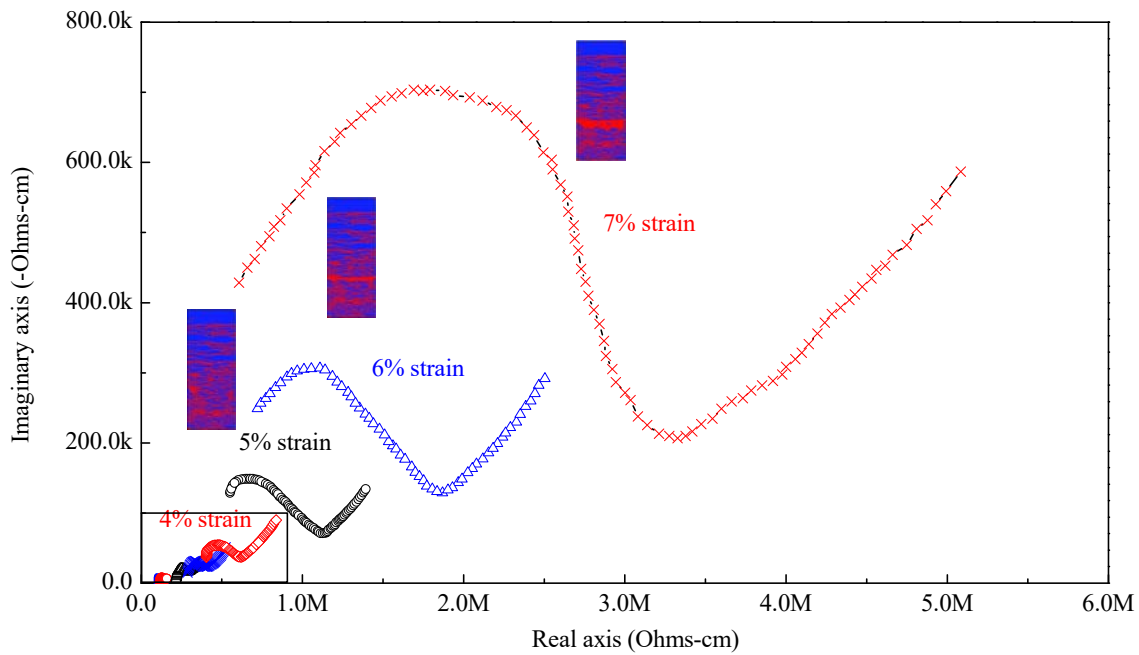 800.0k
600.0k
7% strain
400.0k
6% strain
200.0k
5% strain
4% strain
0.0
0.0 1.0M 2.0M 3.0M 4.0M 5.0M 6.0M
Real axis (Ohms-cm)
Imaginary axis (-Ohms-cm)